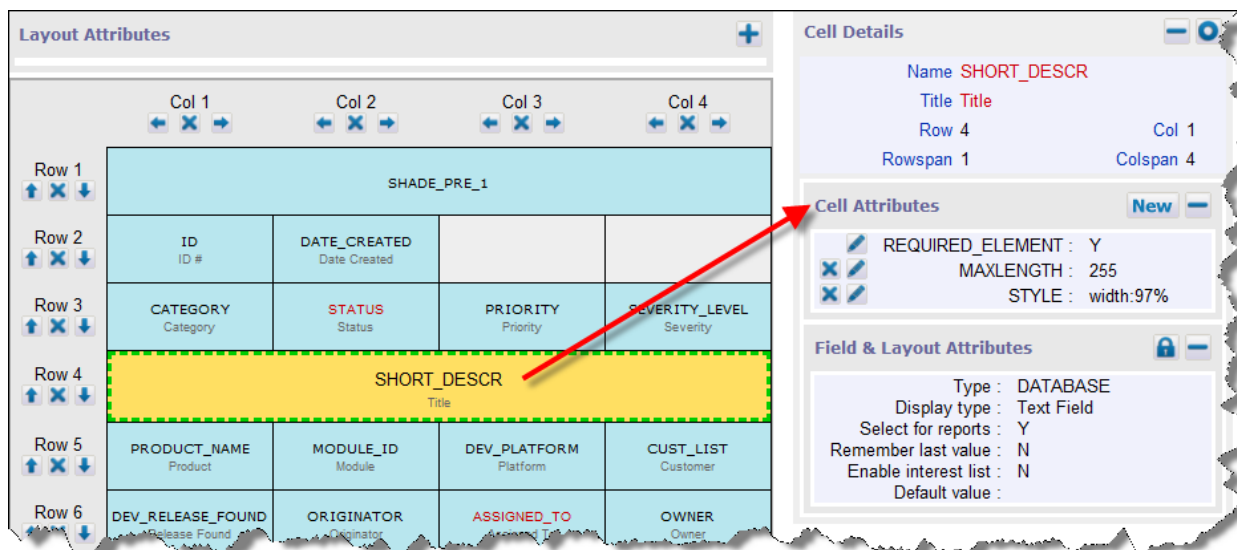 Layout Attributes
Col 1 Col 2 Col 3 Col 4
Row 1
SHADE_PRE_1
Row 2
ID DATE_CREATED
ID # Date Created
Row 3
CATEGORY STATUS PRIORITY SEVERITY_LEVEL
Category Status Priority Severity
Row 4
SHORT_DESCR
Title
Row 5
PRODUCT_NAME MODULE_ID DEV_PLATFORM CUST_LIST
Product Module Platform Customer
Row 6
DEV_RELEASE_FOUND ORIGINATOR ASSIGNED_TO OWNER
Release Found Originator Owner
Cell Details
Name SHORT_DESCR
Title Title
Row 4 Col 1
Rowspan 1 Colspan 4
Cell Attributes New
REQUIRED_ELEMENT : Y
MAXLENGTH : 255
STYLE : width:97%
Field & Layout Attributes
Type : DATABASE
Display type : Text Field
Select for reports : Y
Remember last value : N
Enable interest list : N
Default value :